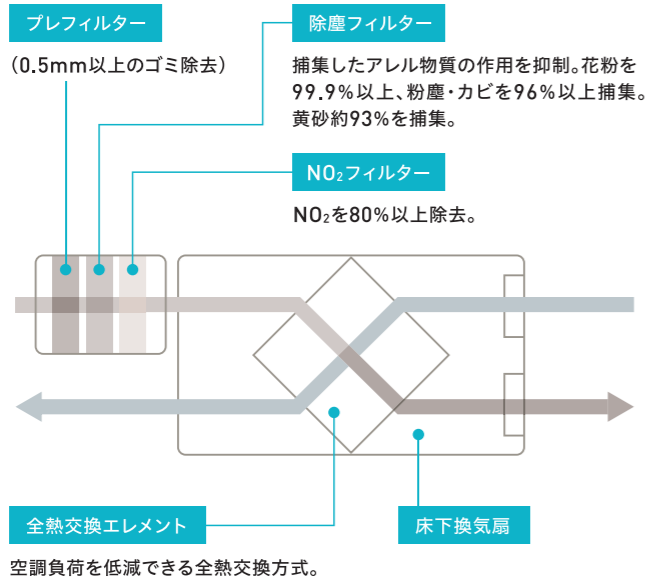 プレフィルター
（0.5mm以上のゴミ除去）
除塵フィルター
捕集したアレル物質の作用を抑制。花粉を
99.9%以上、粉塵・カビを96%以上捕集。
黄砂約93%を捕集。
NO₂フィルター
NO₂を80%以上除去。
全熱交換エレメント
空調負荷を低減できる全熱交換方式。
床下換気扇